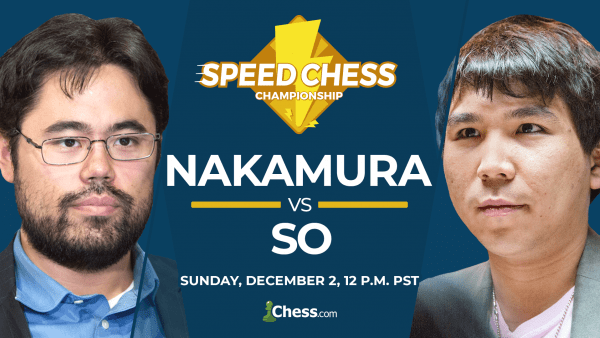 SPEED CHESS
CHAMPIONSHIP
NAKAMURA
VS
SO
SUNDAY, DECEMBER 2, 12 P.M. PST
Chess.com